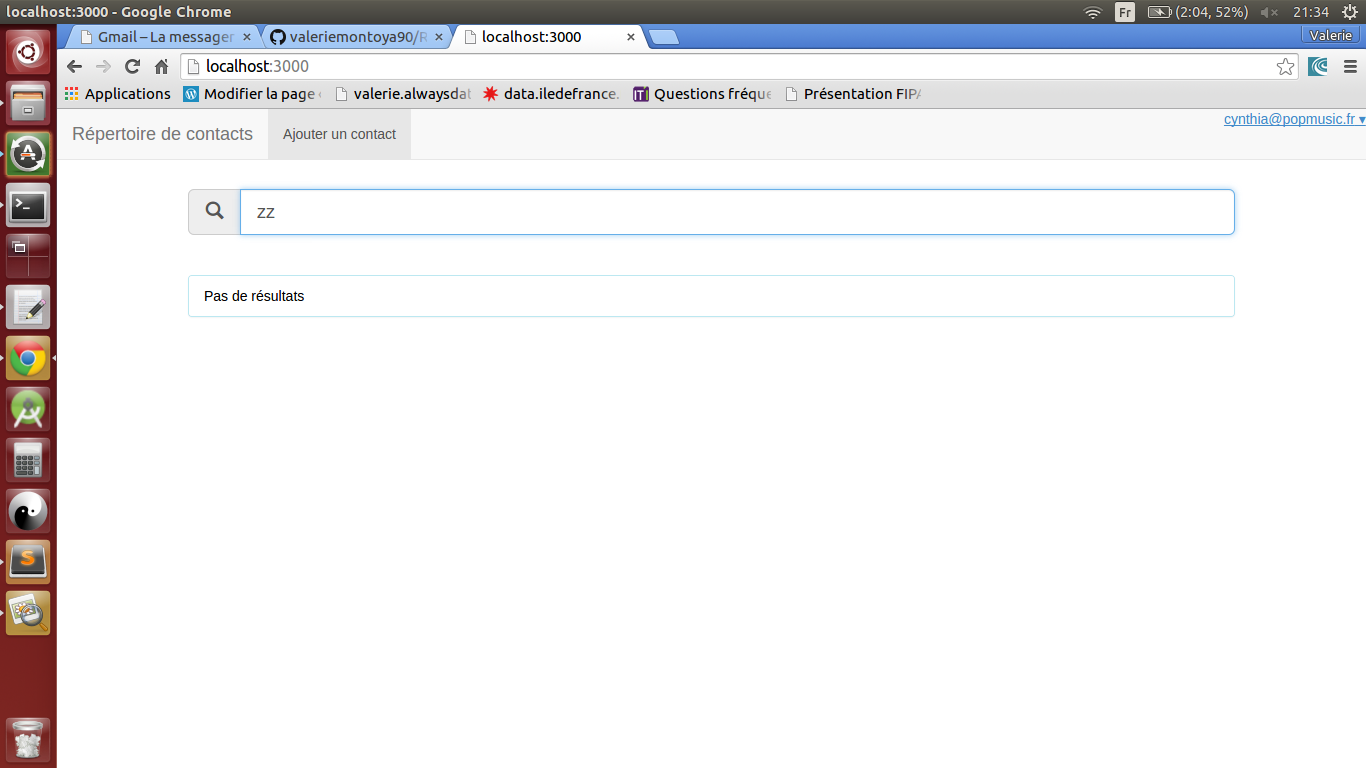 localhost:3000 - Google Chrome
Fr (2:04, 52%) 21:34
Gmail – La messager × valeriemontoya90/R × localhost:3000 × Valerie
localhost:3000
Applications Modifier la page valerie.alwaysdat data.iledefrance. Questions fréqu Présentation FIPA
Répertoire de contacts Ajouter un contact cynthia@popmusic.fr ▾
zz
Pas de résultats